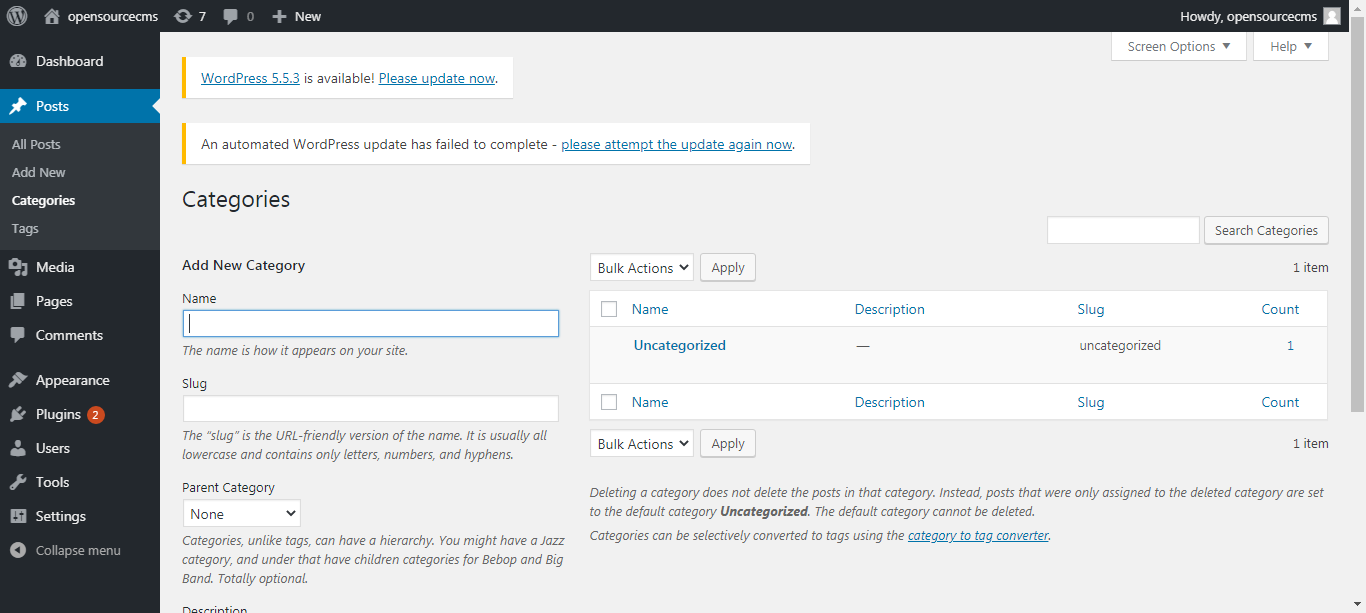 opensourcecms 7 0 New Howdy, opensourcecms
Screen Options Help
Dashboard
Posts
All Posts
Add New
Categories
Tags
Media
Pages
Comments
Appearance
Plugins 2
Users
Tools
Settings
Collapse menu
WordPress 5.5.3 is available! Please update now.
An automated WordPress update has failed to complete - please attempt the update again now.
Categories
Search Categories
Add New Category
Name
The name is how it appears on your site.
Slug
The “slug” is the URL-friendly version of the name. It is usually all
lowercase and contains only letters, numbers, and hyphens.
Parent Category
None
Categories, unlike tags, can have a hierarchy. You might have a Jazz
category, and under that have children categories for Bebop and Big
Band. Totally optional.
Description
Bulk Actions Apply 1 item
Name Description Slug Count
Uncategorized — uncategorized 1
Name Description Slug Count
Bulk Actions Apply 1 item
Deleting a category does not delete the posts in that category. Instead, posts that were only assigned to the deleted category are set
to the default category Uncategorized. The default category cannot be deleted.
Categories can be selectively converted to tags using the category to tag converter.